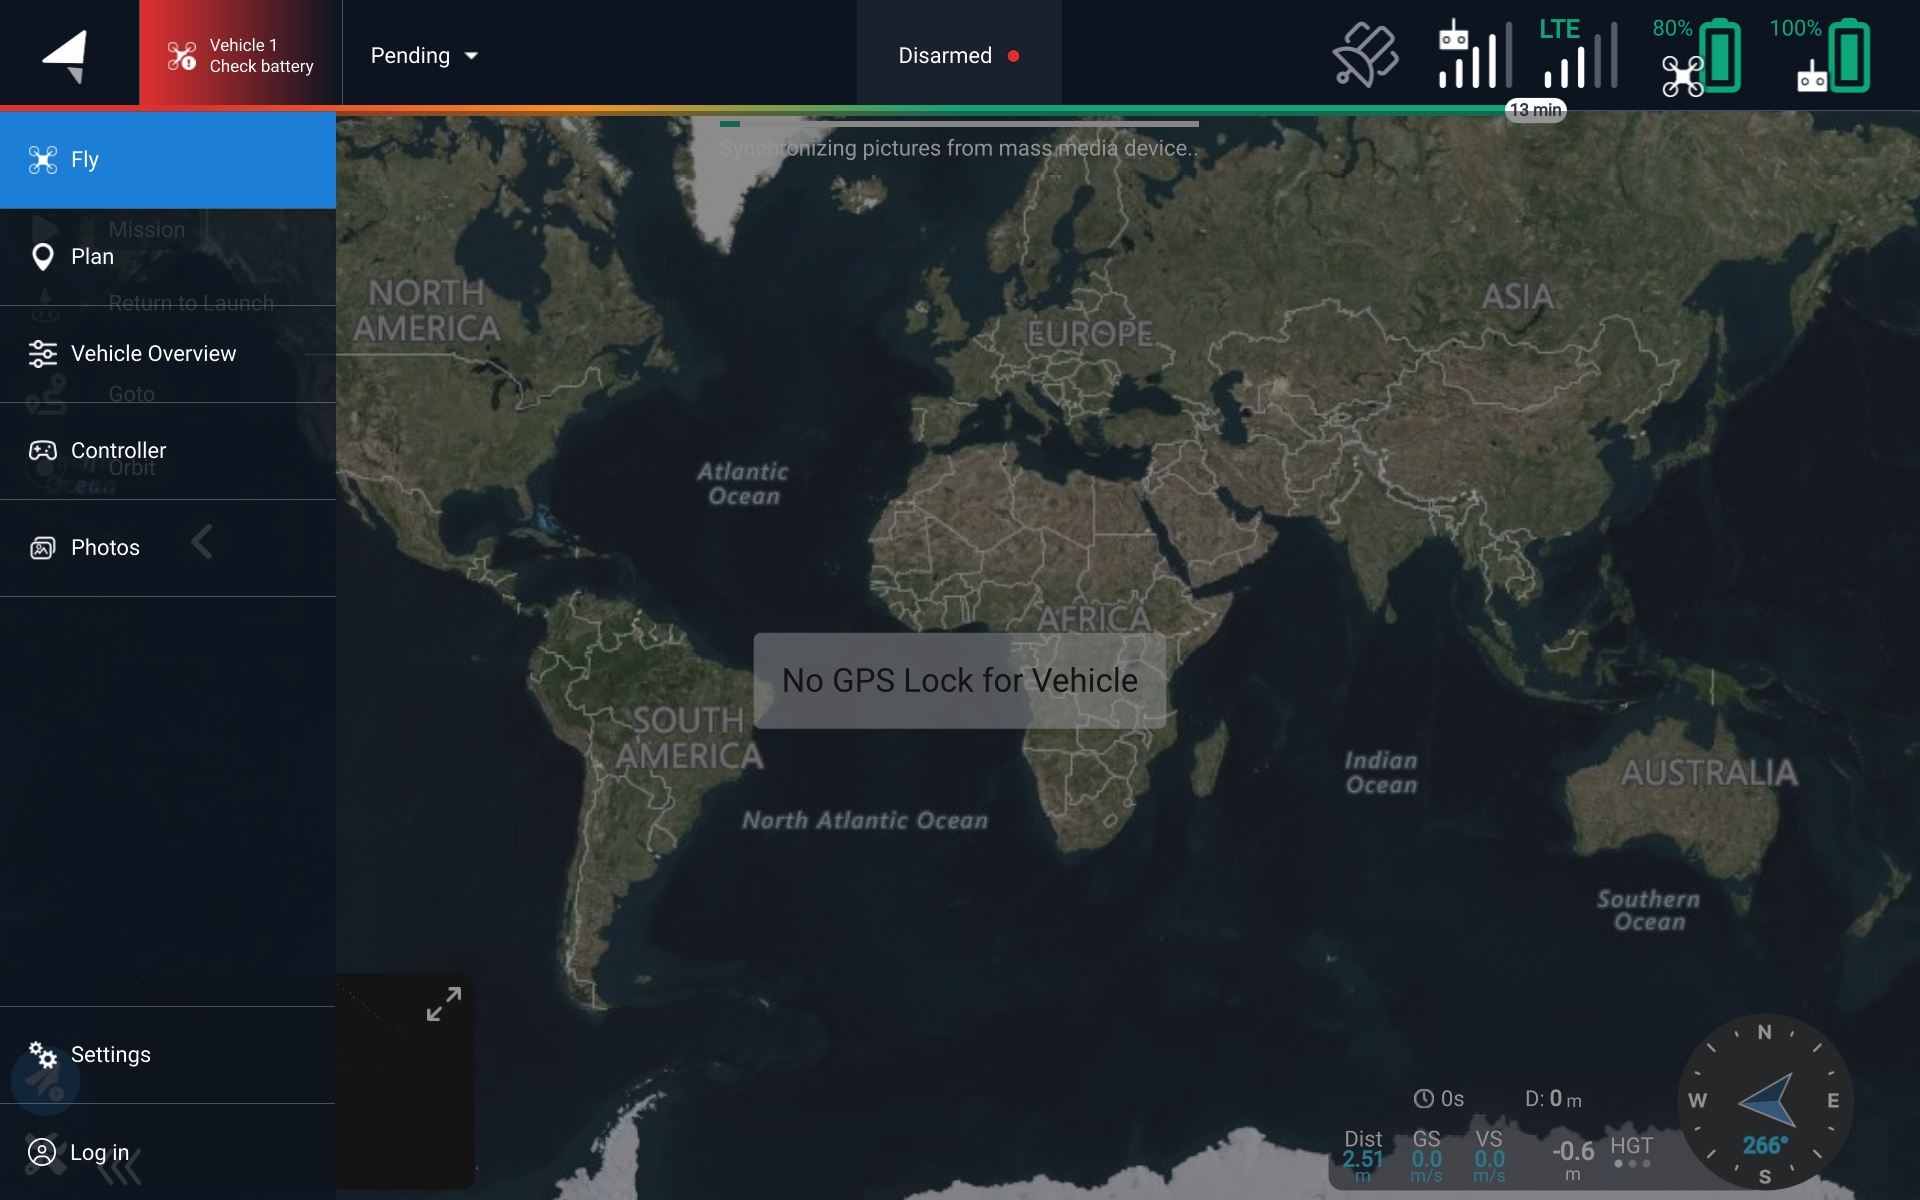 Vehicle 1
Check battery
Pending
Disarmed
LTE
80%
100%
13 min
Synchronizing pictures from mass media device..
Fly
Mission
Plan
Return to Launch
Vehicle Overview
Goto
Controller
Orbit
Ocean
Photos
Settings
Log in
NORTH
AMERICA
EUROPE
ASIA
Atlantic
Ocean
AFRICA
No GPS Lock for Vehicle
SOUTH
AMERICA
Indian
Ocean
AUSTRALIA
North Atlantic Ocean
Southern
Ocean
0s
D: 0 m
Dist
2.51
m
GS
0.0
m/s
VS
0.0
m/s
-0.6
m
HGT
N
W
E
266°
S